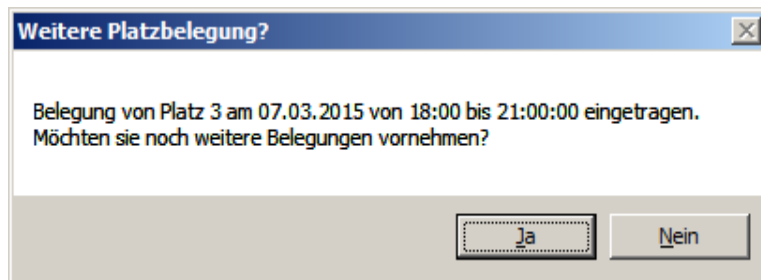 Weitere Platzbelegung?
Belegung von Platz 3 am 07.03.2015 von 18:00 bis 21:00:00 eingetragen.
Möchten sie noch weitere Belegungen vornehmen?
Ja Nein